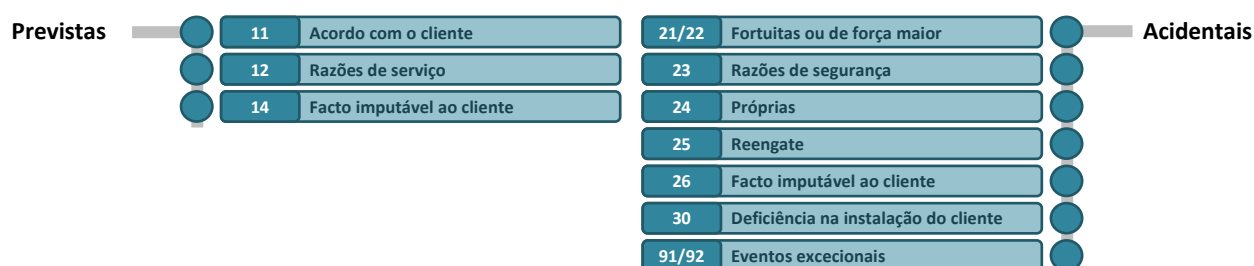 Previstas
11 Acordo com o cliente
12 Razões de serviço
14 Facto imputável ao cliente
Acidentais
21/22 Fortuitas ou de força maior
23 Razões de segurança
24 Próprias
25 Reengate
26 Facto imputável ao cliente
30 Deficiência na instalação do cliente
91/92 Eventos excecionais